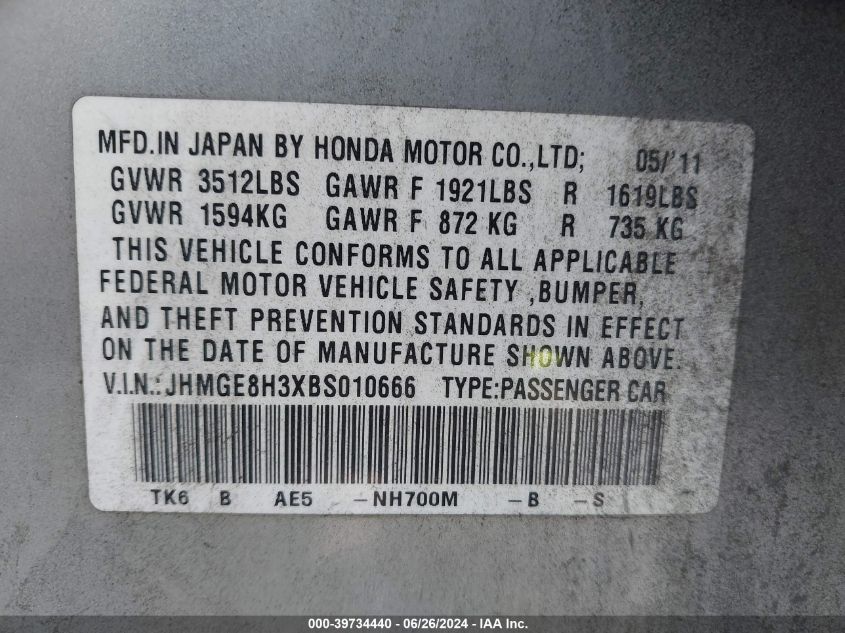 MFD.IN JAPAN BY HONDA MOTOR CO.,LTD; 05/'11
GVWR 3512LBS GAWR F 1921LBS R 1619LBS
GVWR 1594KG GAWR F 872 KG R 735 KG
THIS VEHICLE CONFORMS TO ALL APPLICABLE
FEDERAL MOTOR VEHICLE SAFETY ,BUMPER,
AND THEFT PREVENTION STANDARDS IN EFFECT
ON THE DATE OF MANUFACTURE SHOWN ABOVE.
V.I.N.:JHMGE8H3XBS010666 TYPE:PASSENGER CAR
TK6 B AE5 -NH700M -B -S -
000-39734440 - 06/26/2024 - IAA Inc.